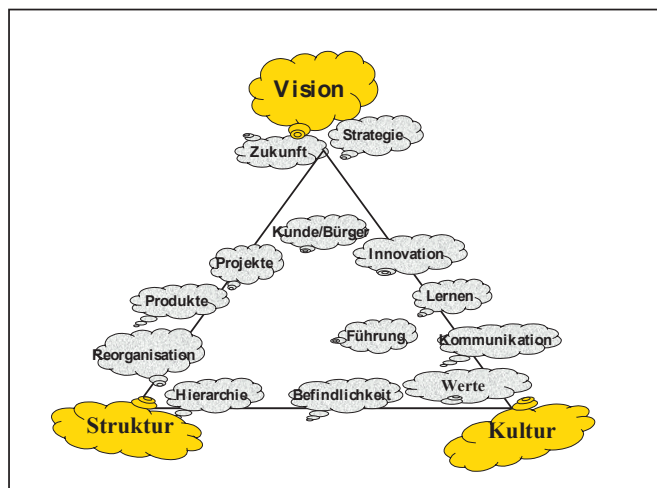 Vision
Strategie
Zukunft
Kunde/Bürger
Innovation
Projekte
Lernen
Produkte
Führung
Kommunikation
Reorganisation
Werte
Hierarchie
Befindlichkeit
Struktur
Kultur